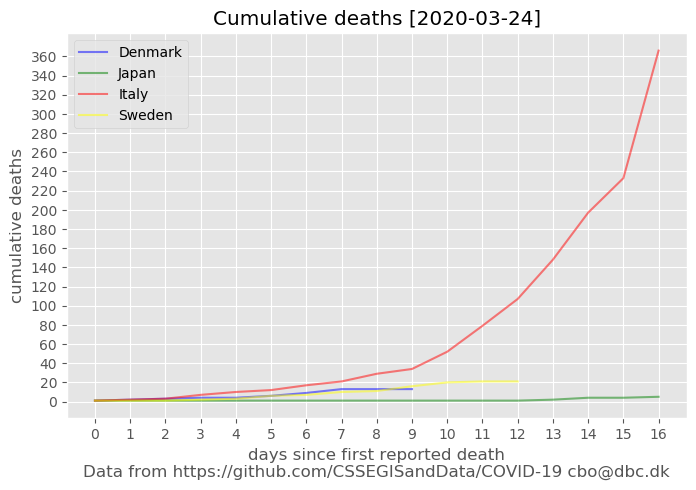 Cumulative deaths [2020-03-24]
Denmark
Japan
Italy
Sweden
cumulative deaths
360
340
320
300
280
260
240
220
200
180
160
140
120
100
80
60
40
20
0
0 1 2 3 4 5 6 7 8 9 10 11 12 13 14 15 16
days since first reported death
Data from https://github.com/CSSEGISandData/COVID-19 cbo@dbc.dk